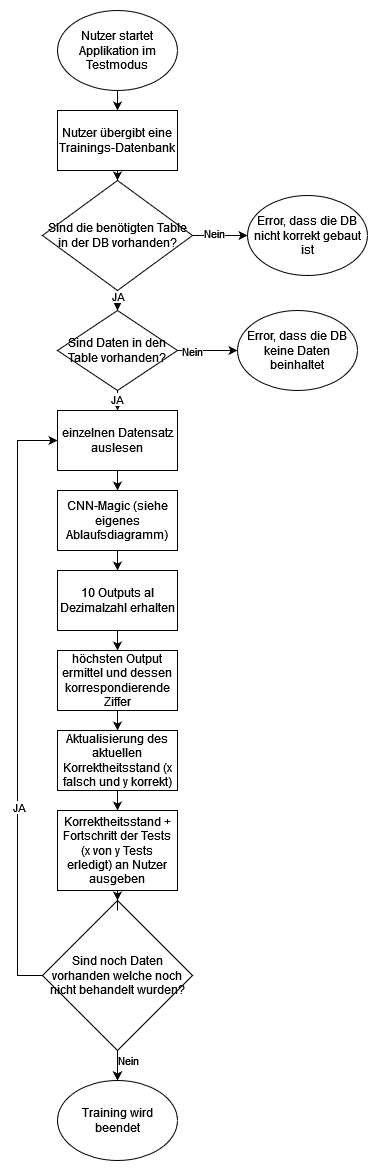 Nutzer startet
Applikation im
Testmodus
Nutzer übergibt eine
Trainings-Datenbank
Sind die benötigten Table
in der DB vorhanden?
Nein
Error, dass die DB
nicht korrekt gebaut
ist
JA
Sind Daten in den
Table vorhanden?
Nein
Error, dass die DB
keine Daten
beinhaltet
JA
einzelnen Datensatz
auslesen
CNN-Magic (siehe
eigenes
Ablaufsdiagramm)
10 Outputs al
Dezimalzahl erhalten
höchsten Output
ermittel und dessen
korrespondierende
Ziffer
Aktualisierung des
aktuellen
Korrektheitsstand (x
falsch und y korrekt)
Korrektheitsstand +
Fortschritt der Tests
(x von y Tests
erledigt) an Nutzer
ausgeben
JA
Sind noch Daten
vorhanden welche noch
nicht behandelt wurden?
Nein
Training wird
beendet